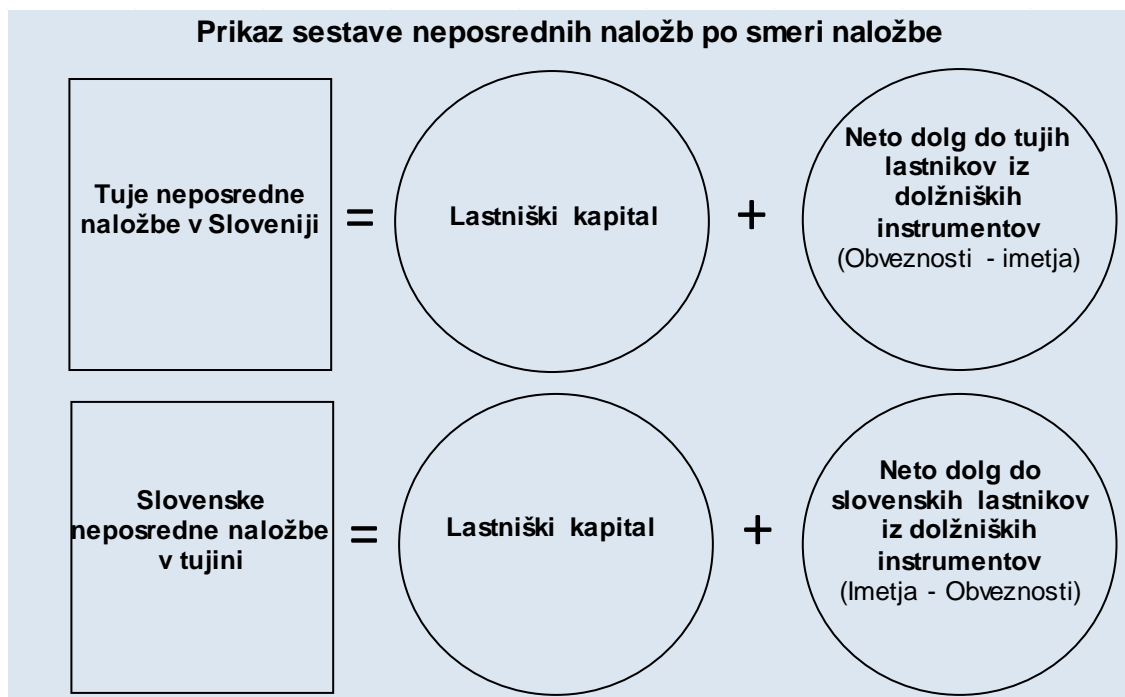 Prikaz sestave neposrednih naložb po smeri naložbe
Tuje neposredne
naložbe v Sloveniji
=
Lastniški kapital
+
Neto dolg do tujih
lastnikov iz
dolžniških
instrumentov
(Obveznosti - imetja)
Slovenske
neposredne naložbe
v tujini
=
Lastniški kapital
+
Neto dolg do
slovenskih lastnikov
iz dolžniških
instrumentov
(Imetja - Obveznosti)